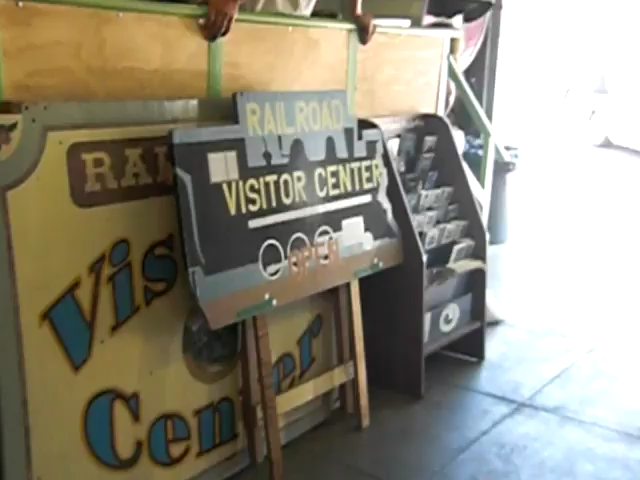 RAILROAD
VISITOR CENTER
OPEN
RAI
Vis
Cen er